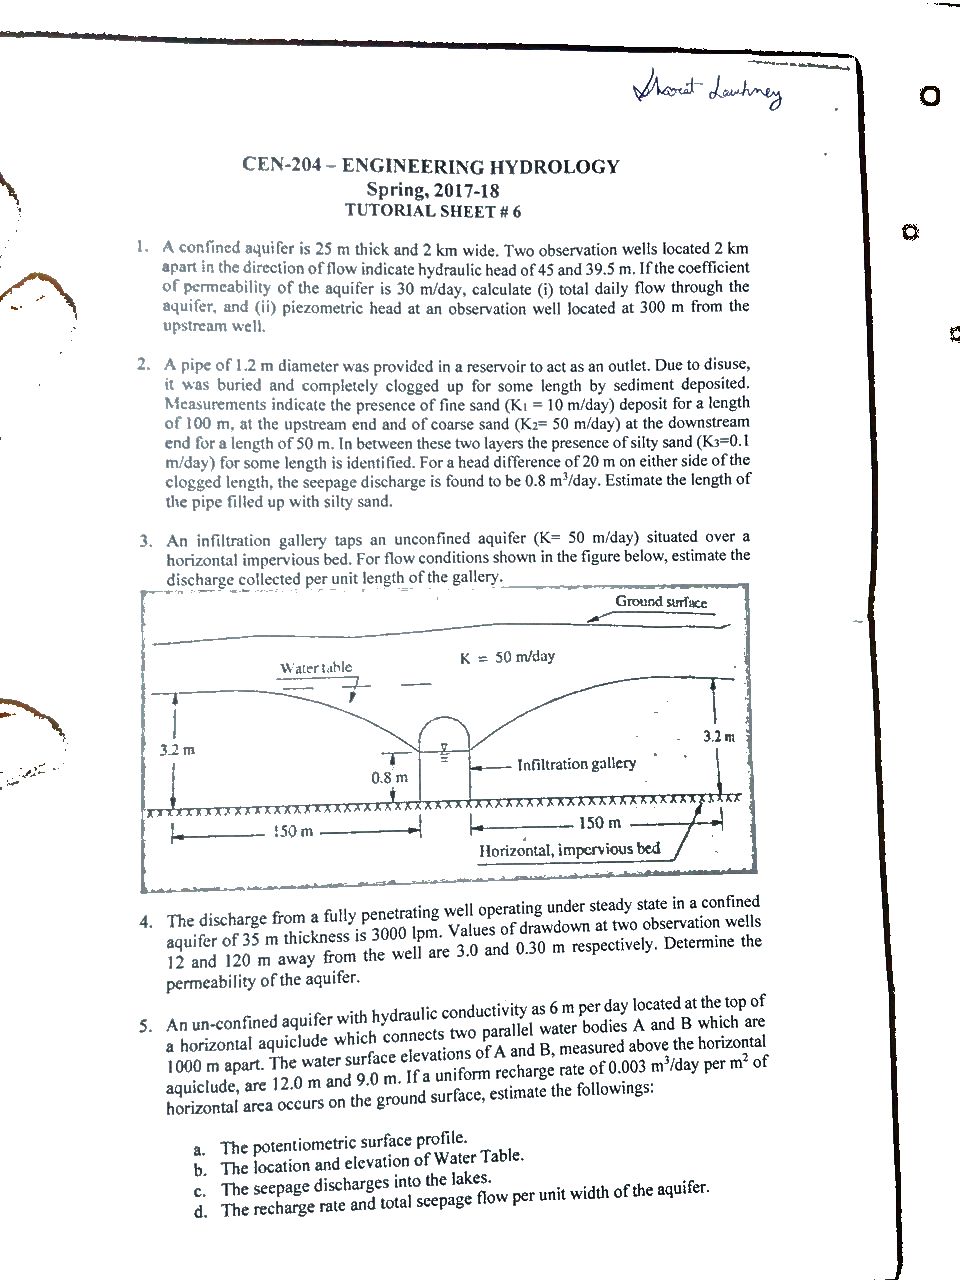 CEN-204 – ENGINEERING HYDROLOGY
Spring, 2017-18
TUTORIAL SHEET # 6
1. A confined aquifer is 25 m thick and 2 km wide. Two observation wells located 2 km
apart in the direction of flow indicate hydraulic head of 45 and 39.5 m. If the coefficient
of permeability of the aquifer is 30 m/day, calculate (i) total daily flow through the
aquifer, and (ii) piezometric head at an observation well located at 300 m from the
upstream well.
2. A pipe of 1.2 m diameter was provided in a reservoir to act as an outlet. Due to disuse,
it was buried and completely clogged up for some length by sediment deposited.
Measurements indicate the presence of fine sand (K1 = 10 m/day) deposit for a length
of 100 m, at the upstream end and of coarse sand (K2= 50 m/day) at the downstream
end for a length of 50 m. In between these two layers the presence of silty sand (K3=0.1
m/day) for some length is identified. For a head difference of 20 m on either side of the
clogged length, the seepage discharge is found to be 0.8 m³/day. Estimate the length of
the pipe filled up with silty sand.
3. An infiltration gallery taps an unconfined aquifer (K= 50 m/day) situated over a
horizontal impervious bed. For flow conditions shown in the figure below, estimate the
discharge collected per unit length of the gallery.
Ground surface
K = 50 m/day
Water table
3.2 m
3.2 m
Infiltration gallery
0.8 m
150 m
150 m
Horizontal, impervious bed
4. The discharge from a fully penetrating well operating under steady state in a confined
aquifer of 35 m thickness is 3000 lpm. Values of drawdown at two observation wells
12 and 120 m away from the well are 3.0 and 0.30 m respectively. Determine the
permeability of the aquifer.
5. An un-confined aquifer with hydraulic conductivity as 6 m per day located at the top of
a horizontal aquiclude which connects two parallel water bodies A and B which are
1000 m apart. The water surface elevations of A and B, measured above the horizontal
aquiclude, are 12.0 m and 9.0 m. If a uniform recharge rate of 0.003 m³/day per m² of
horizontal area occurs on the ground surface, estimate the followings:
a. The potentiometric surface profile.
b. The location and elevation of Water Table.
c. The seepage discharges into the lakes.
d. The recharge rate and total seepage flow per unit width of the aquifer.